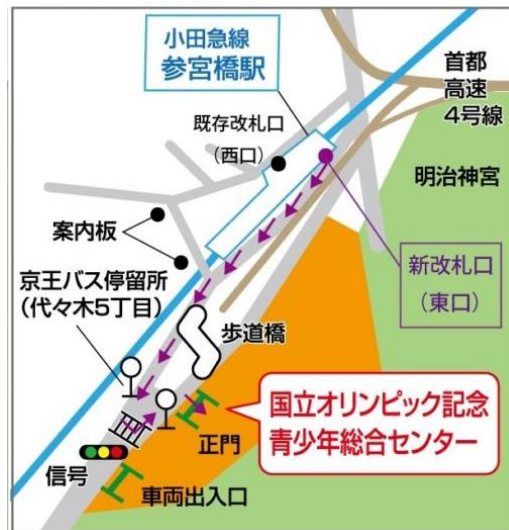 小田急線
参宮橋駅
首都
高速
4号線
既存改札口
（西口）
明治神宮
案内板
新改札口
（東口）
京王バス停留所
（代々木5丁目）
歩道橋
国立オリンピック記念
青少年総合センター
正門
信号
車両出入口